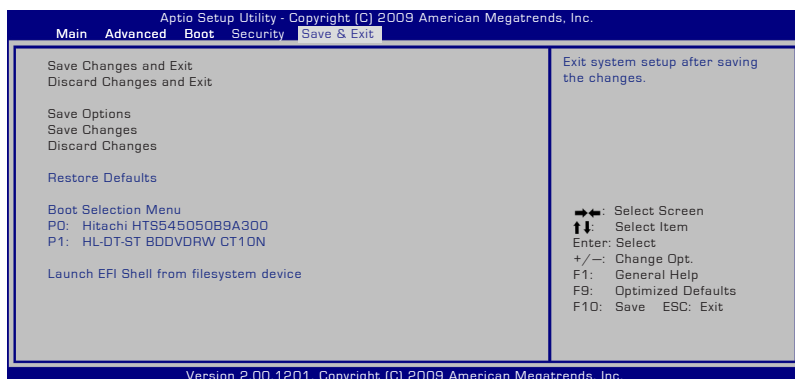 Aptio Setup Utility - Copyright (C) 2009 American Megatrends, Inc.
Main Advanced Boot Security Save & Exit
Save Changes and Exit
Discard Changes and Exit
Save Options
Save Changes
Discard Changes
Restore Defaults
Boot Selection Menu
P0: Hitachi HTS545050B9A300
P1: HL-DT-ST BDDVDRW CT10N
Launch EFI Shell from filesystem device
Exit system setup after saving
the changes.
→←: Select Screen
↑↓: Select Item
Enter: Select
+/—: Change Opt.
F1: General Help
F9: Optimized Defaults
F10: Save ESC: Exit
Version 2.00.1201. Copyright (C) 2009 American Megatrends, Inc.